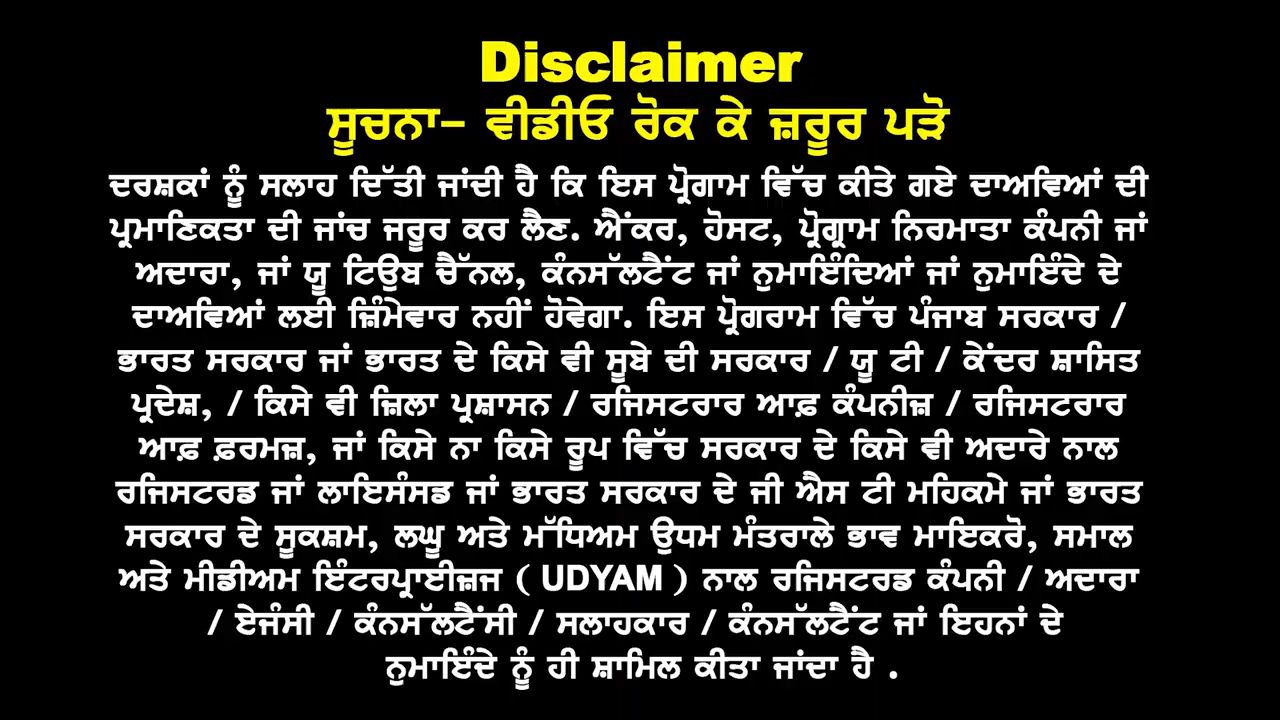 Disclaimer
ਸੂਚਨਾ- ਵੀਡੀਓ ਰੋਕ ਕੇ ਜ਼ਰੂਰ ਪੜੋ
ਦਰਸ਼ਕਾਂ ਨੂੰ ਸਲਾਹ ਦਿੱਤੀ ਜਾਂਦੀ ਹੈ ਕਿ ਇਸ ਪ੍ਰੋਗਾਮ ਵਿੱਚ ਕੀਤੇ ਗਏ ਦਾਅਵਿਆਂ ਦੀ
ਪ੍ਰਮਾਣਿਕਤਾ ਦੀ ਜਾਂਚ ਜਰੂਰ ਕਰ ਲੈਣ. ਐਂਕਰ, ਹੋਸਟ, ਪ੍ਰੋਗ੍ਰਾਮ ਨਿਰਮਾਤਾ ਕੰਪਨੀ ਜਾਂ
ਅਦਾਰਾ, ਜਾਂ ਯੂ ਟਿਊਬ ਚੈੱਨਲ, ਕੰਨਸੱਲਟੈਂਟ ਜਾਂ ਨੁਮਾਇੰਦਿਆਂ ਜਾਂ ਨੁਮਾਇੰਦੇ ਦੇ
ਦਾਅਵਿਆਂ ਲਈ ਜ਼ਿੰਮੇਵਾਰ ਨਹੀਂ ਹੋਵੇਗਾ. ਇਸ ਪ੍ਰੋਗਰਾਮ ਵਿੱਚ ਪੰਜਾਬ ਸਰਕਾਰ /
ਭਾਰਤ ਸਰਕਾਰ ਜਾਂ ਭਾਰਤ ਦੇ ਕਿਸੇ ਵੀ ਸੂਬੇ ਦੀ ਸਰਕਾਰ / ਯੂ ਟੀ / ਕੇਂਦਰ ਸ਼ਾਸਿਤ
ਪ੍ਰਦੇਸ਼, / ਕਿਸੇ ਵੀ ਜ਼ਿਲਾ ਪ੍ਰਸ਼ਾਸਨ / ਰਜਿਸਟਰਾਰ ਆਫ਼ ਕੰਪਨੀਜ਼ / ਰਜਿਸਟਰਾਰ
ਆਫ਼ ਫ਼ਰਮਜ਼, ਜਾਂ ਕਿਸੇ ਨਾ ਕਿਸੇ ਰੂਪ ਵਿੱਚ ਸਰਕਾਰ ਦੇ ਕਿਸੇ ਵੀ ਅਦਾਰੇ ਨਾਲ
ਰਜਿਸਟਰਡ ਜਾਂ ਲਾਇਸੰਸਡ ਜਾਂ ਭਾਰਤ ਸਰਕਾਰ ਦੇ ਜੀ ਐਸ ਟੀ ਮਹਿਕਮੇ ਜਾਂ ਭਾਰਤ
ਸਰਕਾਰ ਦੇ ਸੂਕਸ਼ਮ, ਲਘੂ ਅਤੇ ਮੱਧਿਅਮ ਉਧਮ ਮੰਤਰਾਲੇ ਭਾਵ ਮਾਇਕਰੋ, ਸਮਾਲ
ਅਤੇ ਮੀਡੀਅਮ ਇੰਟਰਪ੍ਰਾਈਜ਼ਜ ( UDYAM ) ਨਾਲ ਰਜਿਸਟਰਡ ਕੰਪਨੀ / ਅਦਾਰਾ
/ ਏਜੰਸੀ / ਕੰਨਸੱਲਟੈਂਸੀ / ਸਲਾਹਕਾਰ / ਕੰਨਸੱਲਟੈਂਟ ਜਾਂ ਇਹਨਾਂ ਦੇ
ਨੁਮਾਇੰਦੇ ਨੂੰ ਹੀ ਸ਼ਾਮਿਲ ਕੀਤਾ ਜਾਂਦਾ ਹੈ .